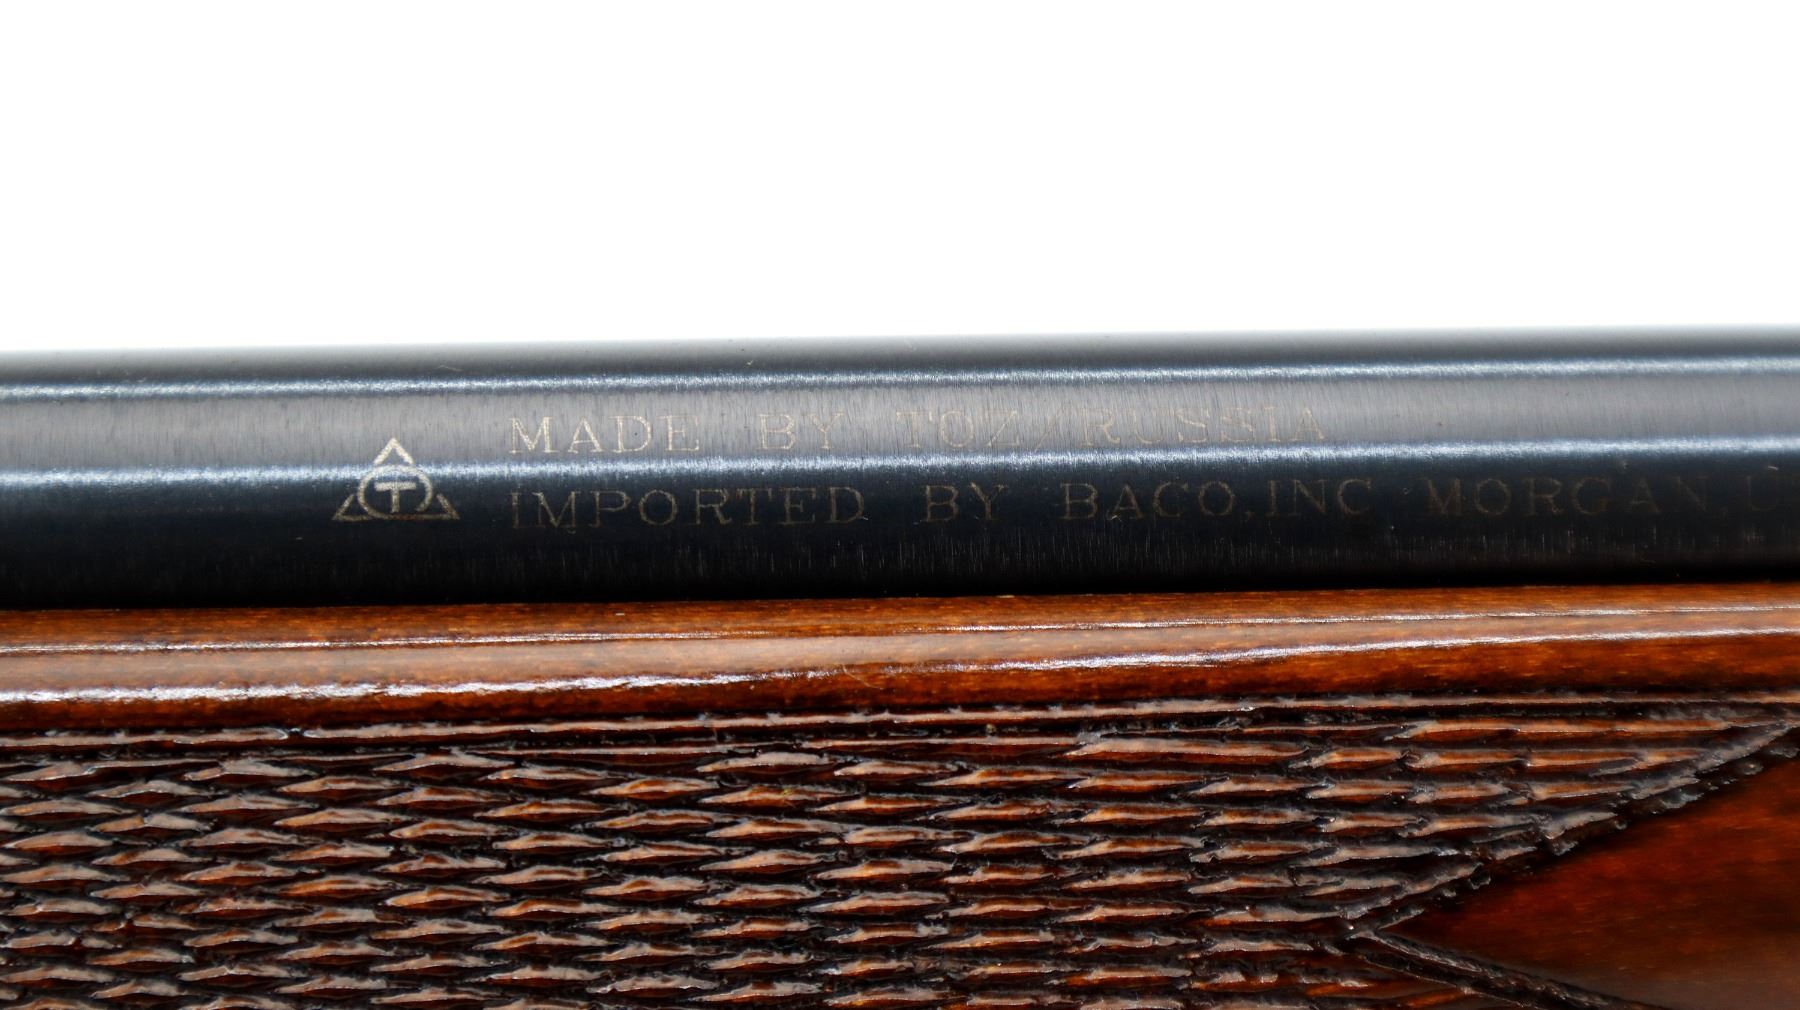 MADE BY TOZ/RUSSIA
T
IMPORTED BY BACO,INC MORGAN,U